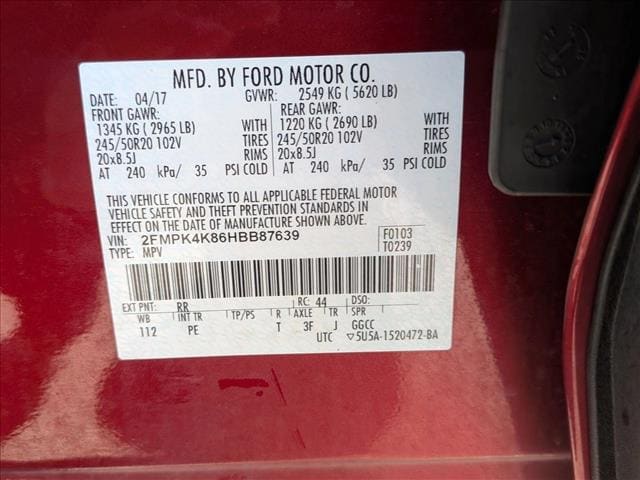 MFD. BY FORD MOTOR CO.
DATE: 04/17 GVWR: 2549 KG ( 5620 LB)
FRONT GAWR: REAR GAWR:
1345 KG ( 2965 LB) WITH 1220 KG ( 2690 LB) WITH
245/50R20 102V TIRES 245/50R20 102V TIRES
20x8.5J RIMS 20x8.5J RIMS
AT 240 kPa/ 35 PSI COLD AT 240 kPa/ 35 PSI COLD
THIS VEHICLE CONFORMS TO ALL APPLICABLE FEDERAL MOTOR
VEHICLE SAFETY AND THEFT PREVENTION STANDARDS IN
EFFECT ON THE DATE OF MANUFACTURE SHOWN ABOVE.
VIN: 2FMPK4K86HBB87639 F0103
TYPE: MPV T0239
EXT PNT: RR RC: 44 DSO:
WB INT TR TP/PS R AXLE TR SPR
112 PE T 3F J GGCC
UTC ▽5U5A-1520472-BA